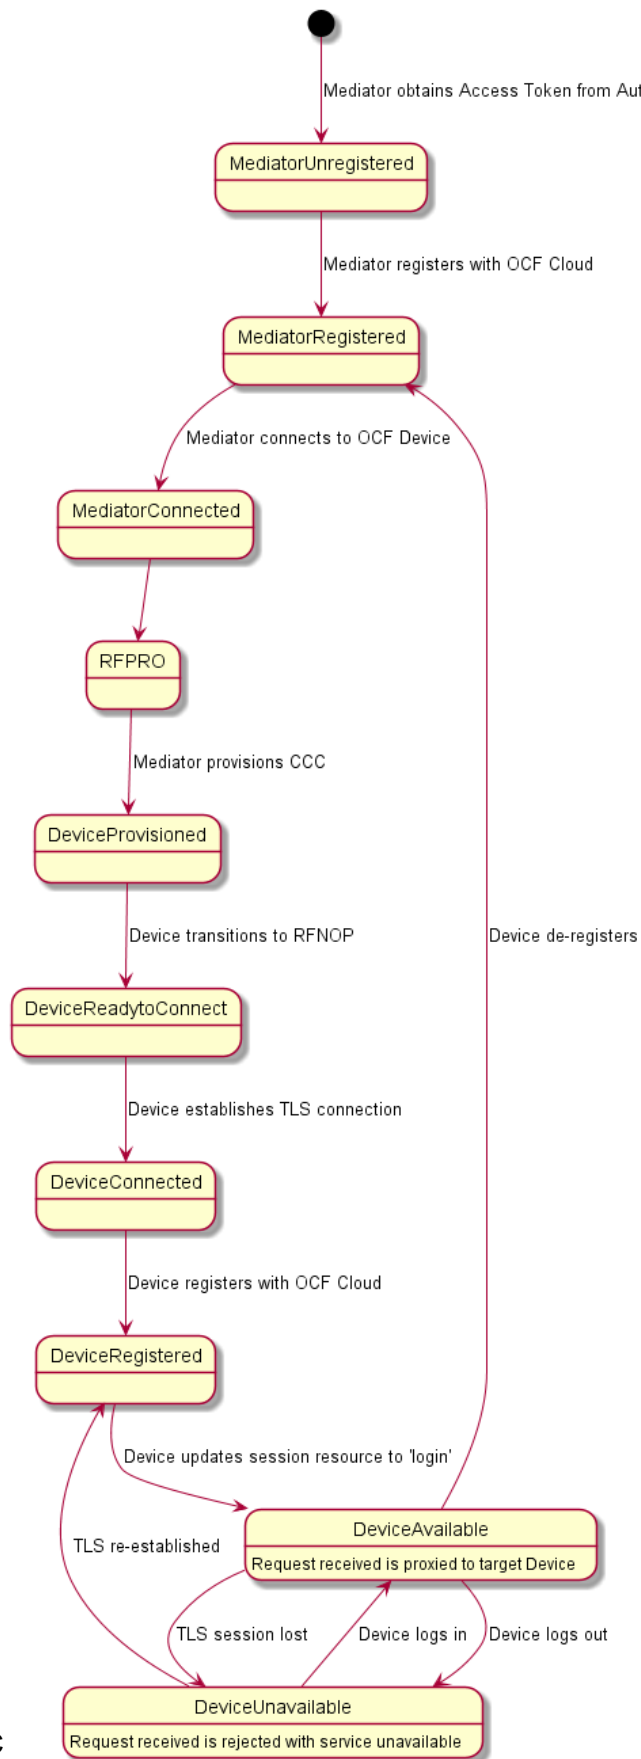 Mediator obtains Access Token from
MediatorUnregistered
Mediator registers with OCF Cloud
MediatorRegistered
Mediator connects to OCF Device
MediatorConnected
RFPRO
Mediator provisions CCC
DeviceProvisioned
Device transitions to RFNOP
Device de-registers
DeviceReadytoConnect
Device establishes TLS connection
DeviceConnected
Device registers with OCF Cloud
DeviceRegistered
Device updates session resource to 'login'
DeviceAvailable
Request received is proxied to target Device
TLS re-established
TLS session lost
Device logs in
Device logs out
DeviceUnavailable
Request received is rejected with service unavailable